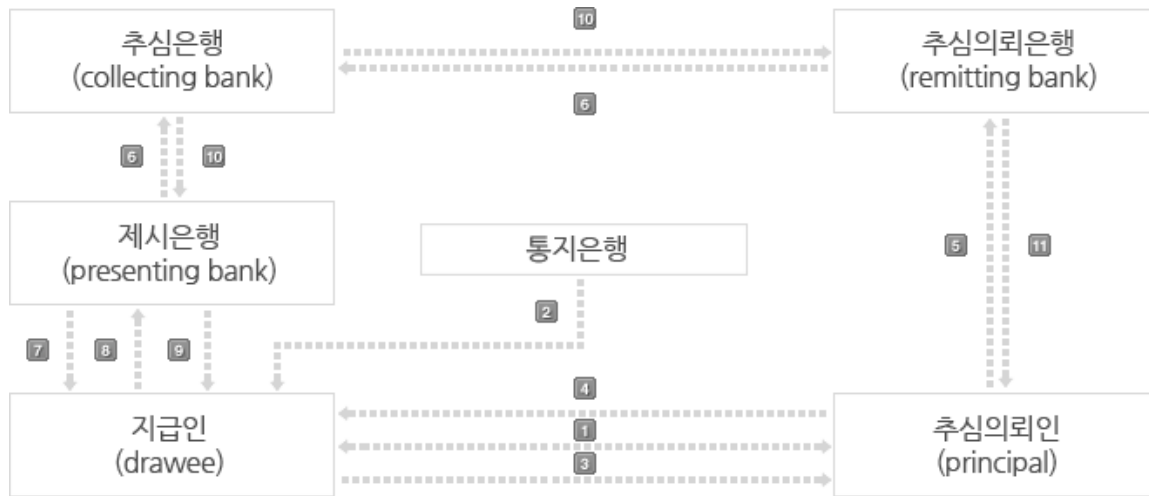 10
추심은행
(collecting bank)
추심의뢰은행
(remitting bank)
6
6
10
제시은행
(presenting bank)
통지은행
5
11
2
7
8
9
4
지급인
(drawee)
1
추심의뢰인
(principal)
3